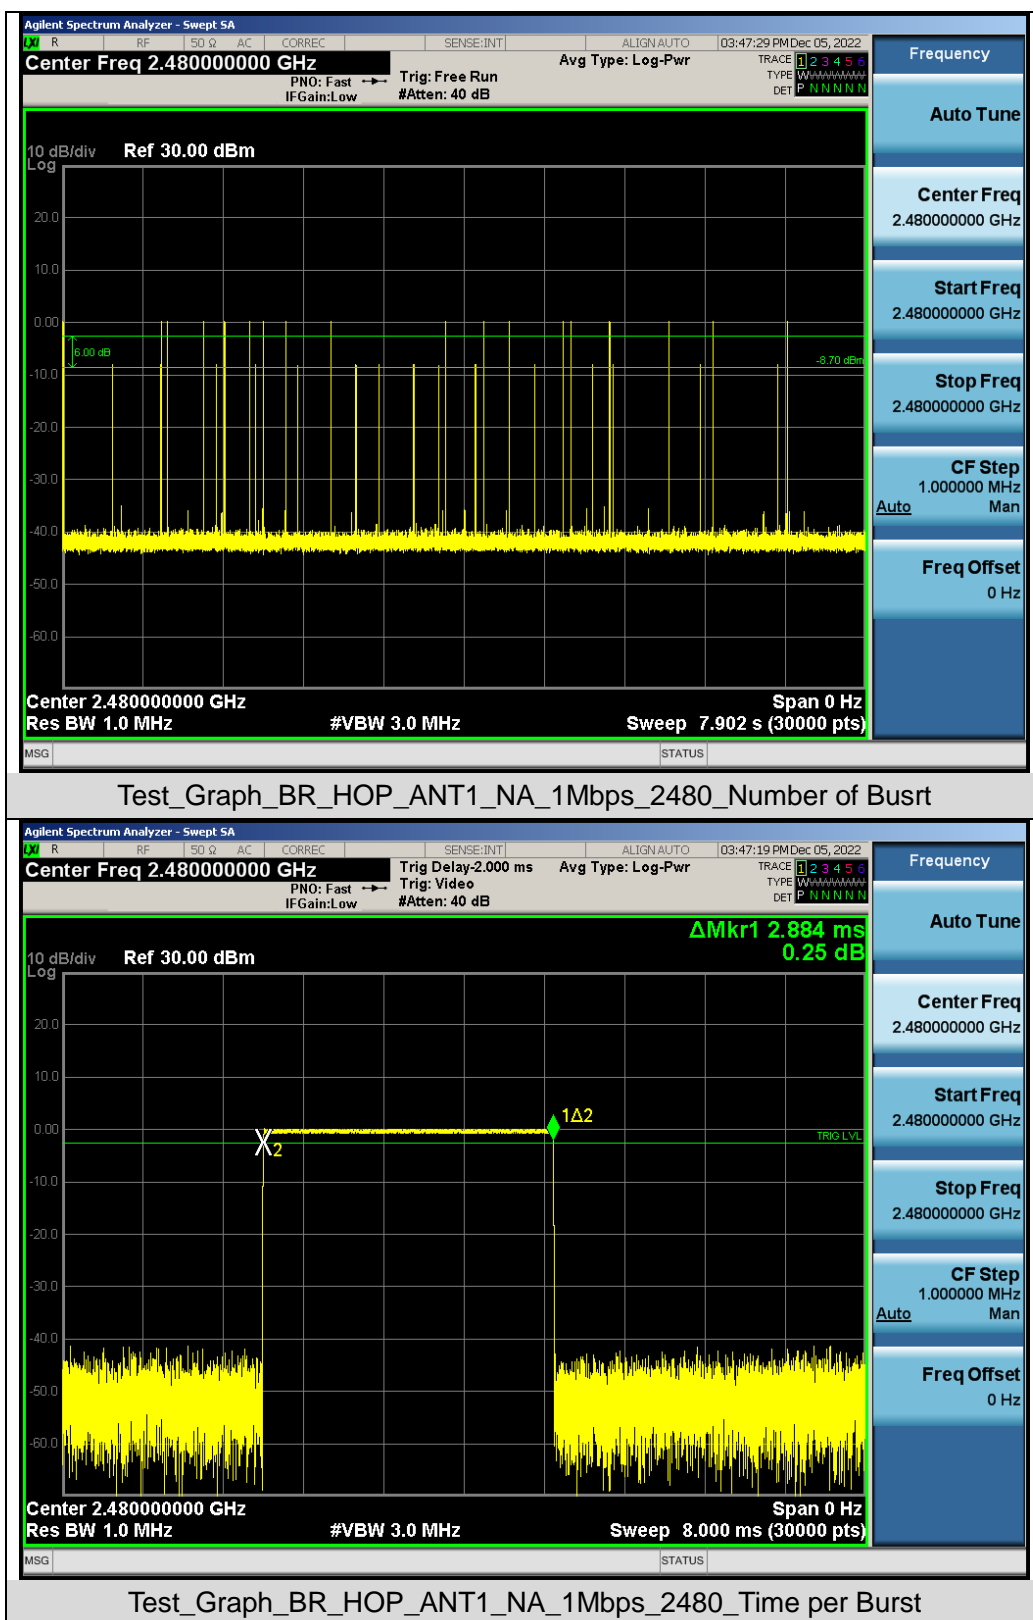 Agilent Spectrum Analyzer - Swept SA
LXI R RF 50 Ω AC CORREC SENSE:INT ALIGN AUTO 03:47:29 PM Dec 05, 2022
Center Freq 2.480000000 GHz
PNO: Fast
IFGain:Low
Trig: Free Run
#Atten: 40 dB
Avg Type: Log-Pwr
TRACE 1 2 3 4 5 6
TYPE W
DET P N N N N N
10 dB/div Ref 30.00 dBm
Log
20.0
10.0
0.00
6.00 dB
-8.70 dBm
-10.0
-20.0
-30.0
-40.0
-50.0
-60.0
Center 2.480000000 GHz Span 0 Hz
Res BW 1.0 MHz #VBW 3.0 MHz Sweep 7.902 s (30000 pts)
MSG STATUS
Frequency
Auto Tune
Center Freq
2.480000000 GHz
Start Freq
2.480000000 GHz
Stop Freq
2.480000000 GHz
CF Step
1.000000 MHz
Auto Man
Freq Offset
0 Hz
Test_Graph_BR_HOP_ANT1_NA_1Mbps_2480_Number of Busrt
Agilent Spectrum Analyzer - Swept SA
LXI R RF 50 Ω AC CORREC SENSE:INT ALIGN AUTO 03:47:19 PM Dec 05, 2022
Center Freq 2.480000000 GHz
PNO: Fast
IFGain:Low
Trig Delay-2.000 ms
Trig: Video
#Atten: 40 dB
Avg Type: Log-Pwr
TRACE 1 2 3 4 5 6
TYPE W
DET P N N N N N
ΔMkr1 2.884 ms
0.25 dB
10 dB/div Ref 30.00 dBm
Log
20.0
10.0
0.00
1Δ2
TRIG LVL
2
-10.0
-20.0
-30.0
-40.0
-50.0
-60.0
Center 2.480000000 GHz Span 0 Hz
Res BW 1.0 MHz #VBW 3.0 MHz Sweep 8.000 ms (30000 pts)
MSG STATUS
Frequency
Auto Tune
Center Freq
2.480000000 GHz
Start Freq
2.480000000 GHz
Stop Freq
2.480000000 GHz
CF Step
1.000000 MHz
Auto Man
Freq Offset
0 Hz
Test_Graph_BR_HOP_ANT1_NA_1Mbps_2480_Time per Burst